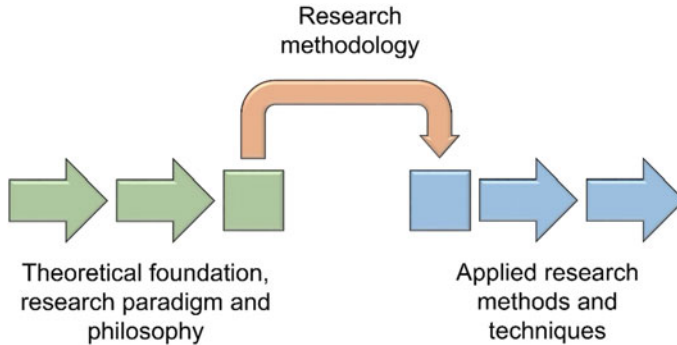 Research
methodology
Theoretical foundation,
research paradigm and
philosophy
Applied research
methods and
techniques